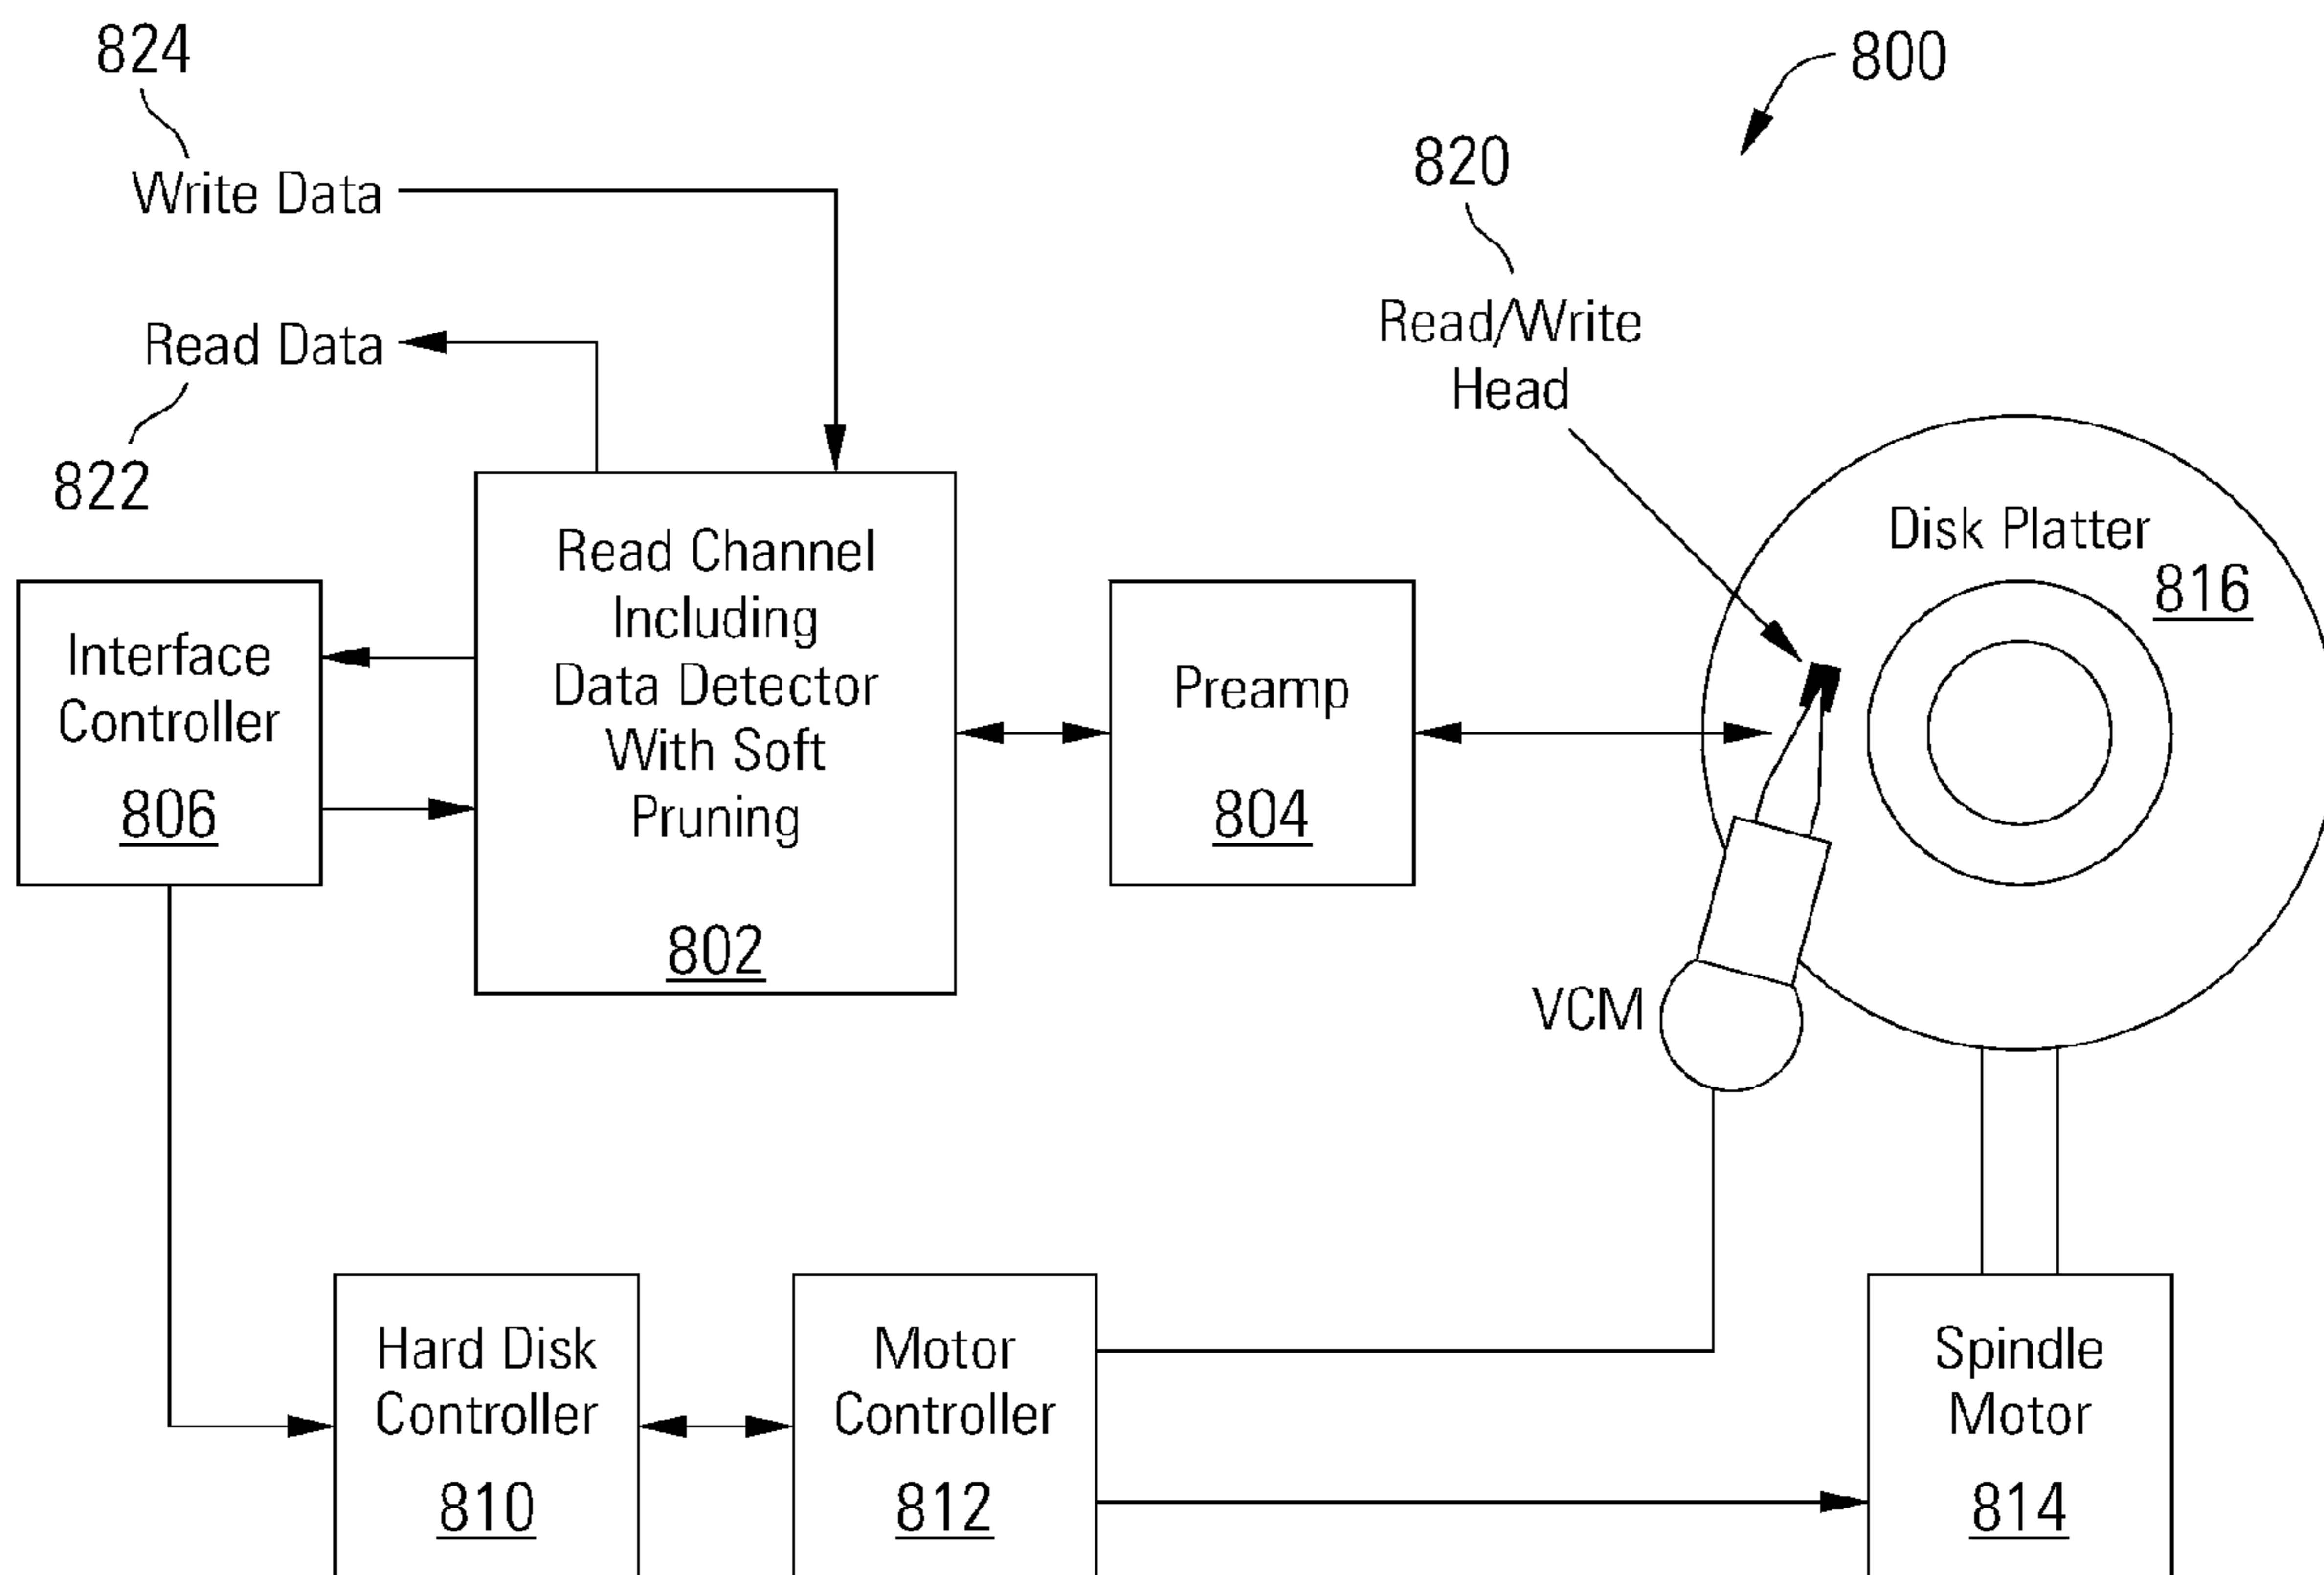 824
800
Write Data
820
Read/Write
Head
Read Data
822
Read Channel
Including
Data Detector
With Soft
Pruning
802
Disk Platter
816
Interface
Controller
806
Preamp
804
VCM
Hard Disk
Controller
810
Motor
Controller
812
Spindle
Motor
814